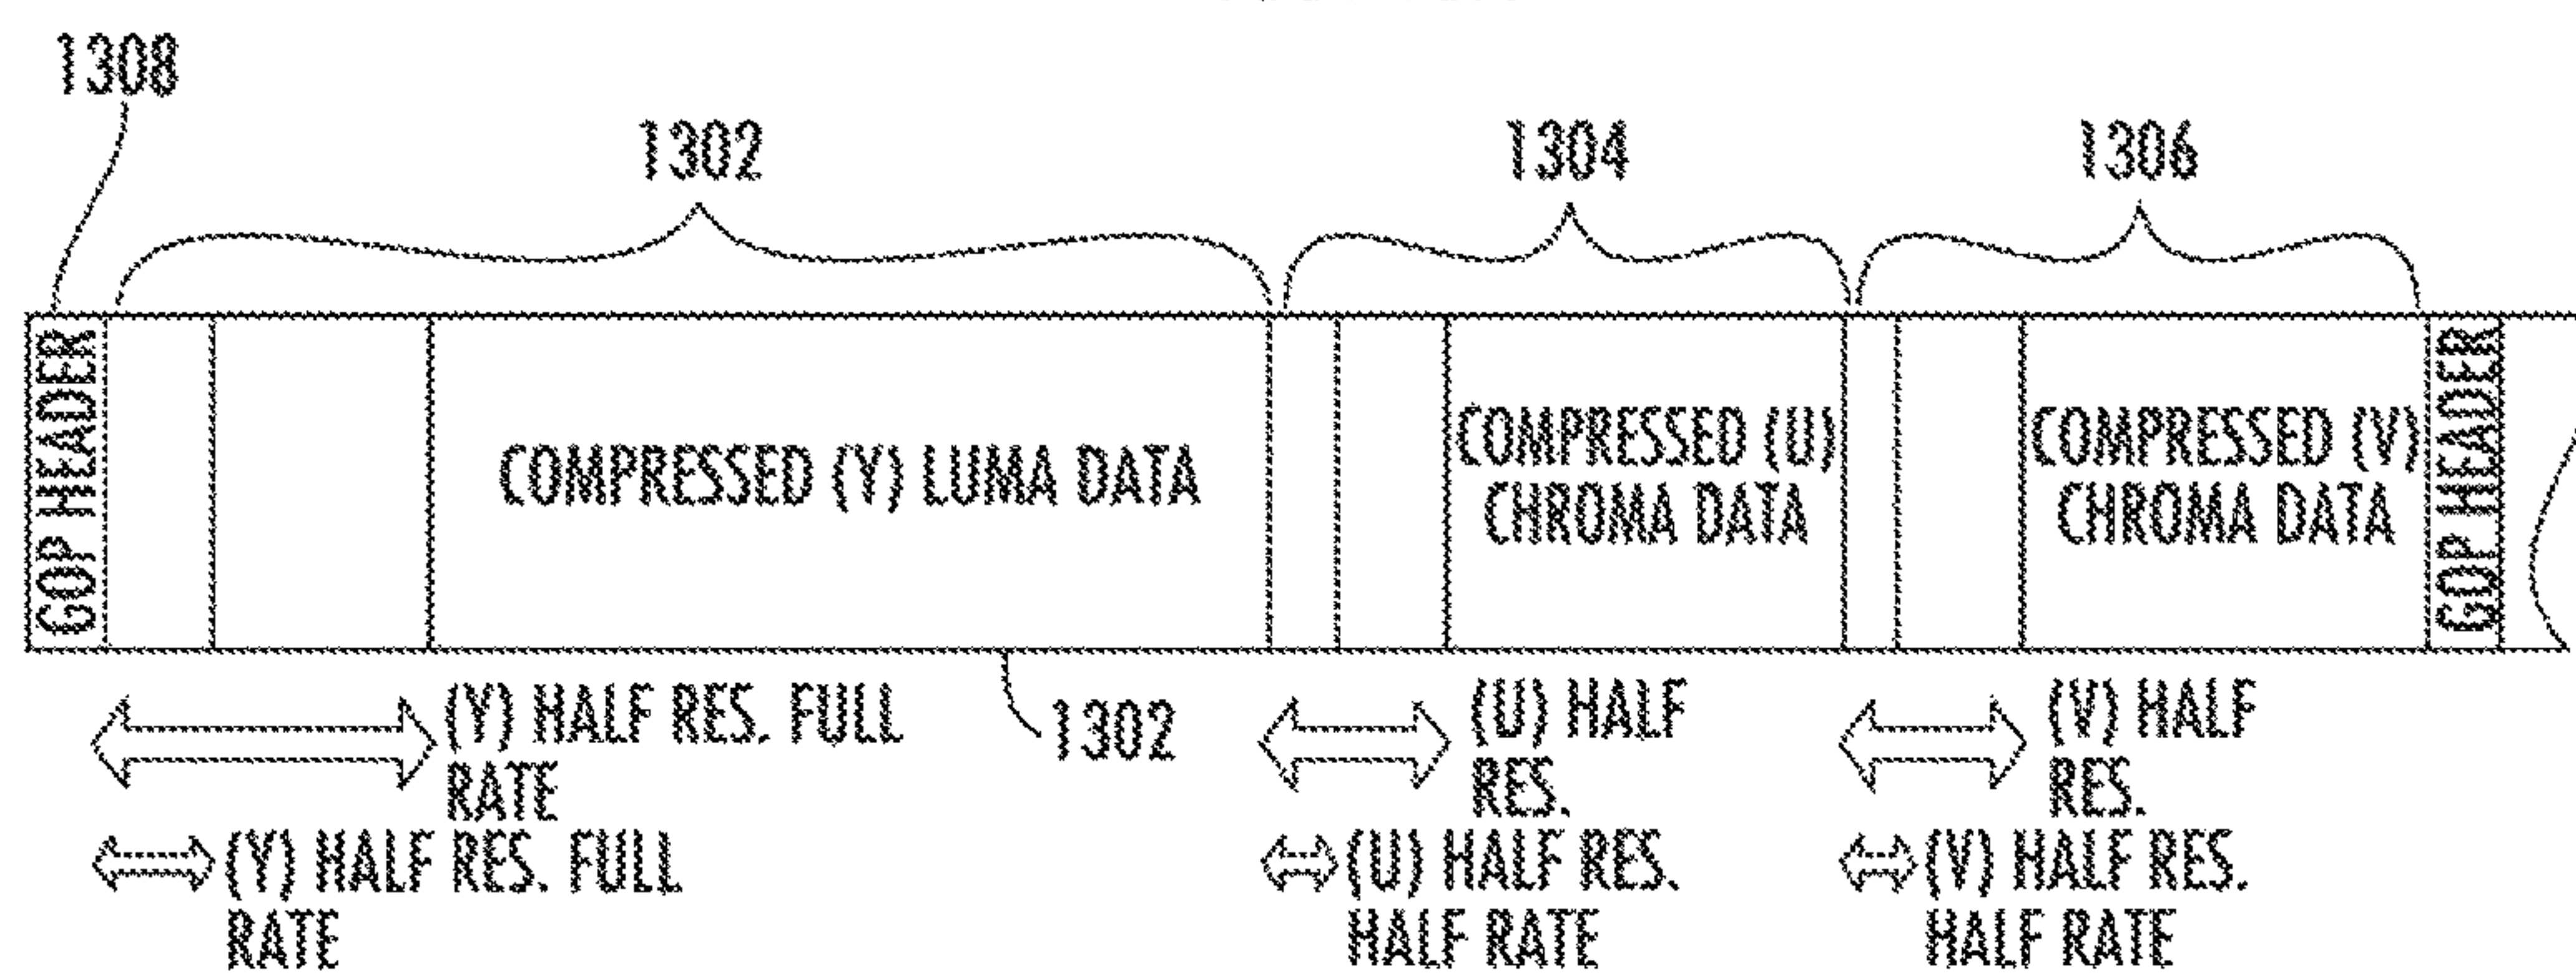 1308
1302
1304
1306
GOP HEADER
COMPRESSED (Y) LUMA DATA
COMPRESSED (U)
CHROMA DATA
COMPRESSED (V)
CHROMA DATA
GOP HEADER
(Y) HALF RES. FULL
RATE
1302
(U) HALF
RES.
(V) HALF
RES.
(Y) HALF RES. FULL
RATE
(U) HALF RES.
HALF RATE
(V) HALF RES.
HALF RATE